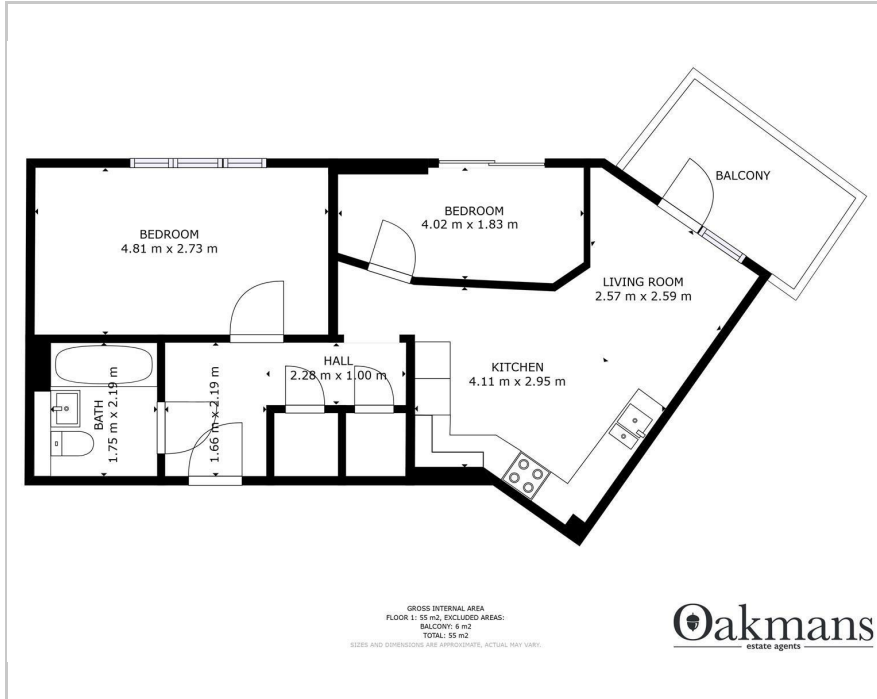 BALCONY
BEDROOM
4.81 m x 2.73 m
BEDROOM
4.02 m x 1.83 m
LIVING ROOM
2.57 m x 2.59 m
HALL
2.28 m x 1.00 m
KITCHEN
4.11 m x 2.95 m
BATH
1.75 m x 2.19 m
1.66 m x 2.19 m
GROSS INTERNAL AREA
FLOOR 1: 55 m2, EXCLUDED AREAS:
BALCONY: 6 m2
TOTAL: 55 m2
SIZES AND DIMENSIONS ARE APPROXIMATE, ACTUAL MAY VARY.
Oakmans
estate agents